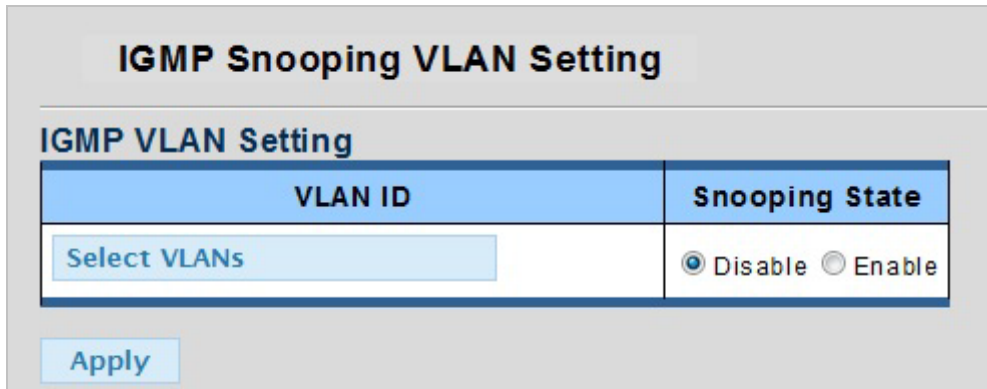 IGMP Snooping VLAN Setting
IGMP VLAN Setting
VLAN ID Snooping State
Select VLANs Disable Enable
Apply